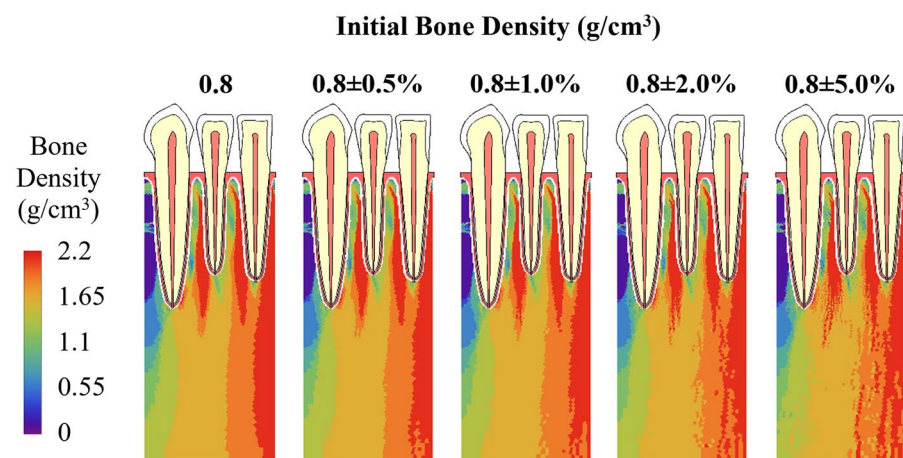 Initial Bone Density (g/cm³)
0.8
0.8±0.5%
0.8±1.0%
0.8±2.0%
0.8±5.0%
Bone
Density
(g/cm³)
2.2
1.65
1.1
0.55
0